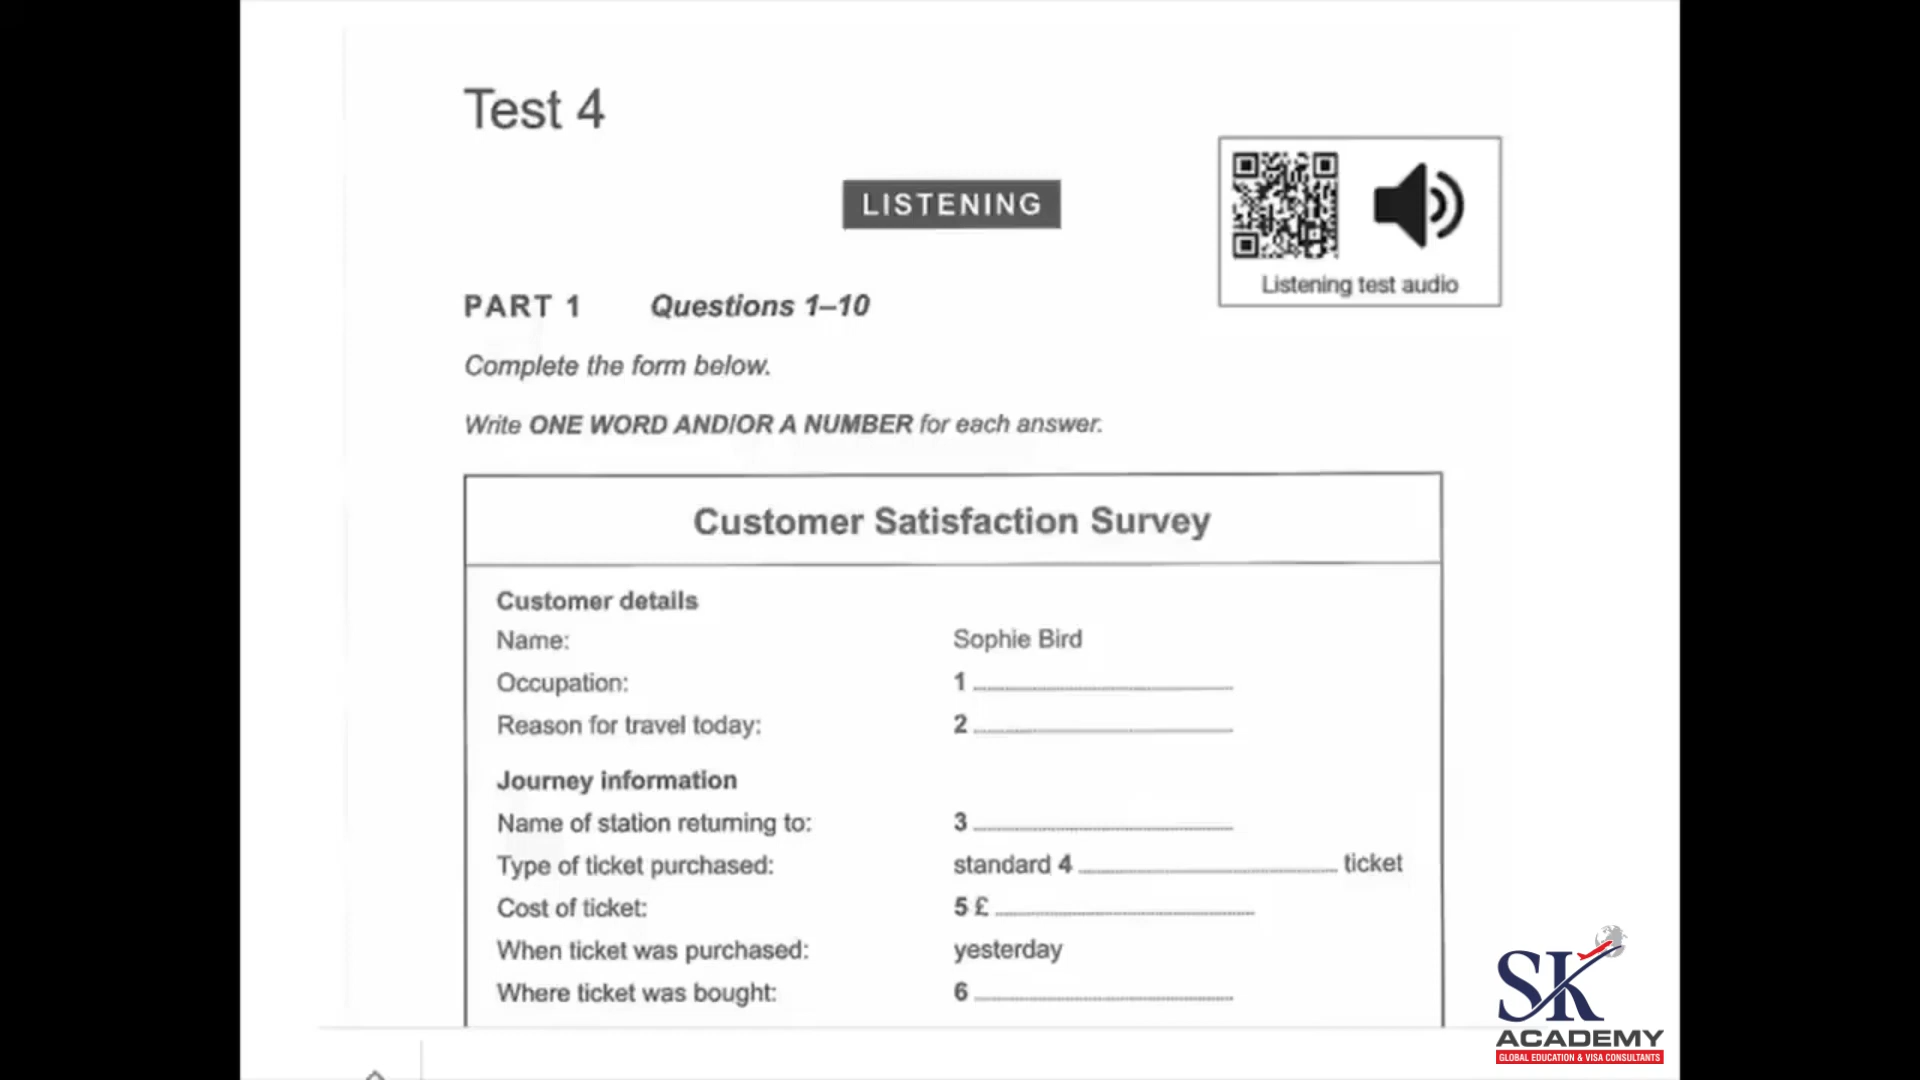 Test 4
LISTENING
Listening test audio
PART 1 Questions 1–10
Complete the form below.
Write ONE WORD AND/OR A NUMBER for each answer.
Customer Satisfaction Survey
Customer details
Name: Sophie Bird
Occupation: 1
Reason for travel today: 2
Journey information
Name of station returning to: 3
Type of ticket purchased: standard 4 ticket
Cost of ticket: 5 £
When ticket was purchased: yesterday
Where ticket was bought: 6
SK
ACADEMY
GLOBAL EDUCATION & VISA CONSULTANTS